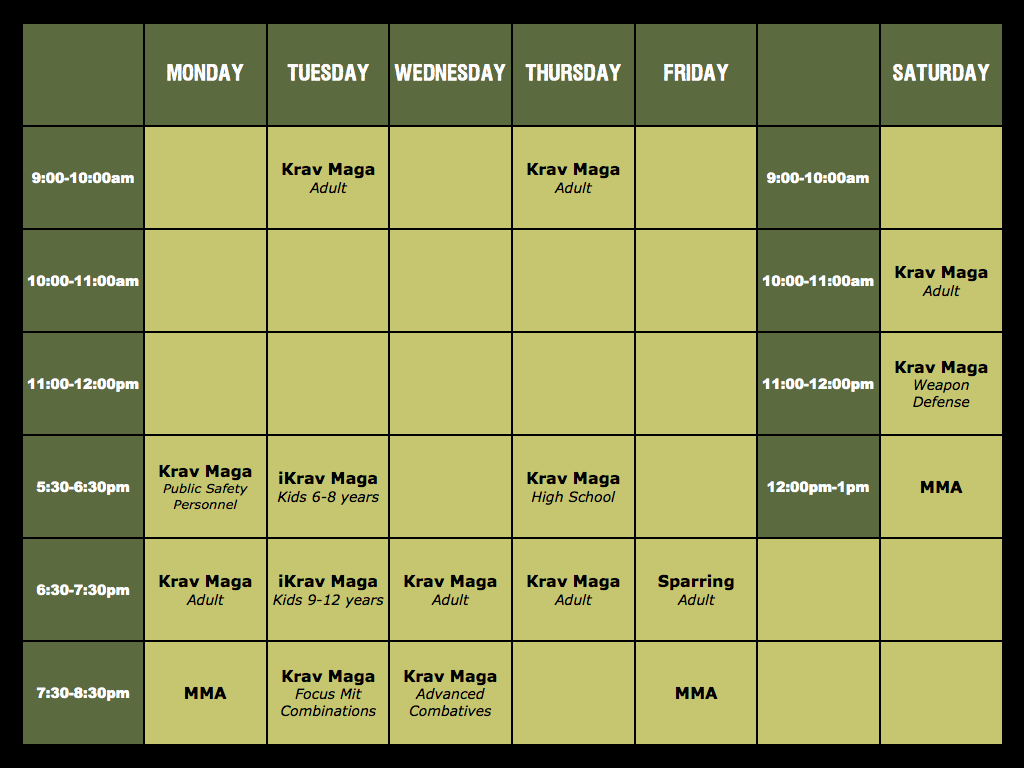 MONDAY TUESDAY WEDNESDAY THURSDAY FRIDAY SATURDAY
9:00-10:00am
Krav Maga
Adult
Krav Maga
Adult
9:00-10:00am
10:00-11:00am
10:00-11:00am
Krav Maga
Adult
11:00-12:00pm
11:00-12:00pm
Krav Maga
Weapon
Defense
5:30-6:30pm
Krav Maga
Public Safety
Personnel
iKrav Maga
Kids 6-8 years
Krav Maga
High School
12:00pm-1pm
MMA
6:30-7:30pm
Krav Maga
Adult
iKrav Maga
Kids 9-12 years
Krav Maga
Adult
Krav Maga
Adult
Sparring
Adult
7:30-8:30pm
MMA
Krav Maga
Focus Mit
Combinations
Krav Maga
Advanced
Combatives
MMA